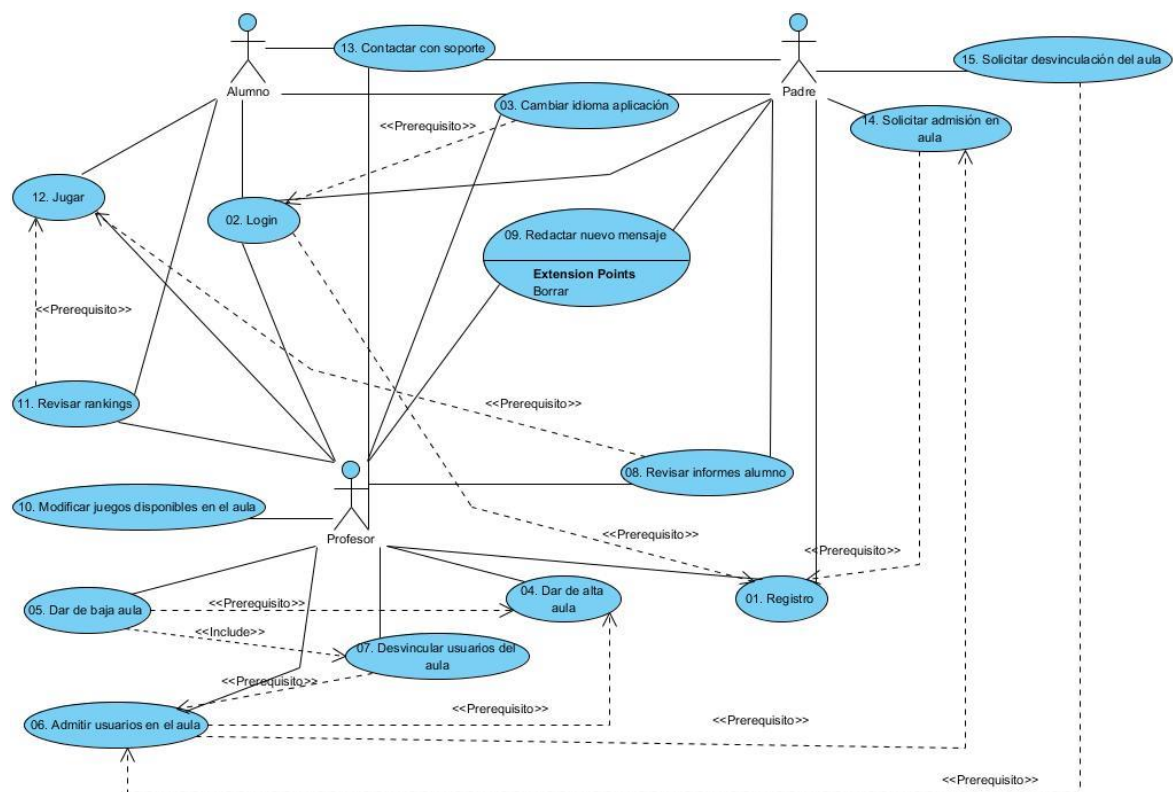 13. Contactar con soporte
15. Solicitar desvinculación del aula
Alumno
Padre
03. Cambiar idioma aplicación
<<Prerequisito>>
14. Solicitar admisión en
aula
12. Jugar
02. Login
09. Redactar nuevo mensaje
Extension Points
Borrar
<<Prerequisito>>
<<Prerequisito>>
11. Revisar rankings
08. Revisar informes alumno
10. Modificar juegos disponibles en el aula
Profesor
<<Prerequisito>>
<<Prerequisito>>
04. Dar de alta
aula
01. Registro
05. Dar de baja aula
<<Prerequisito>>
<<Include>>
07. Desvincular usuarios del
aula
<<Prerequisito>>
06. Admitir usuarios en el aula
<<Prerequisito>>
<<Prerequisito>>
<<Prerequisito>>